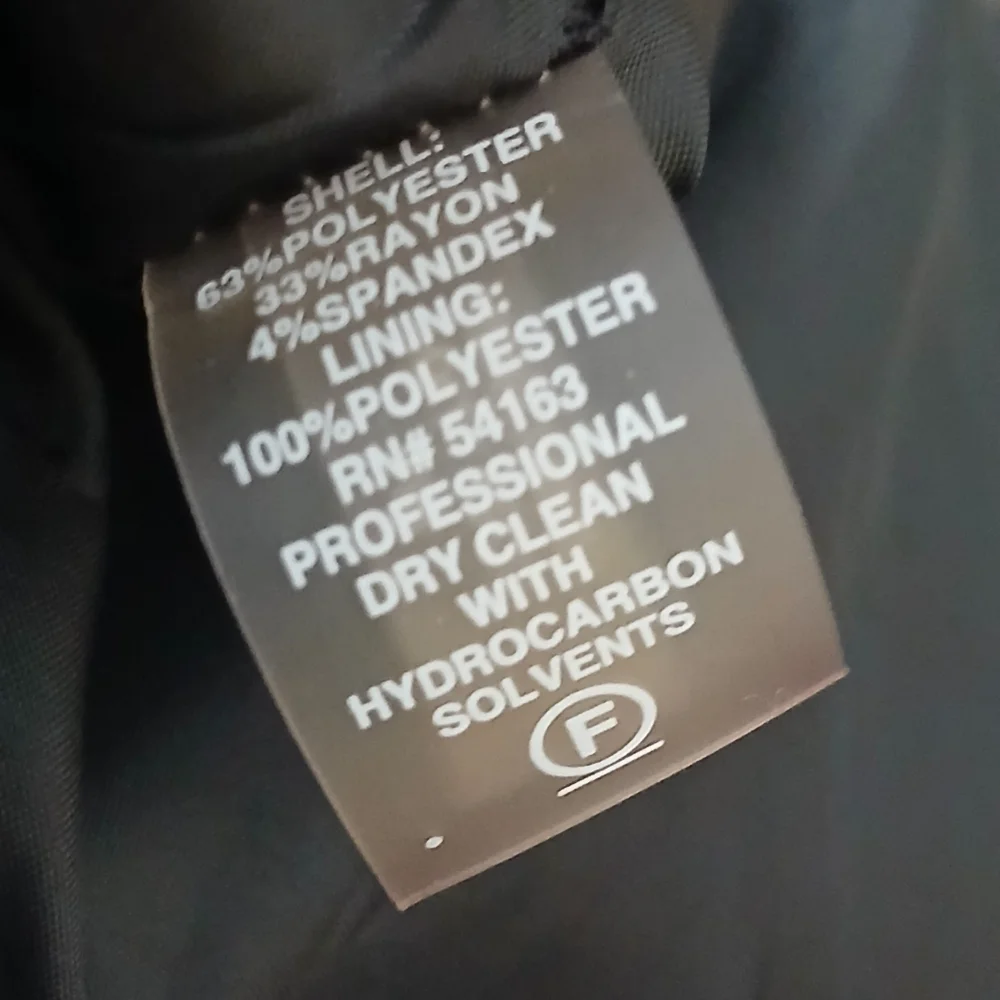 SHELL:
63%POLYESTER
33%RAYON
4%SPANDEX
LINING:
100%POLYESTER
RN# 54163
PROFESSIONAL
DRY CLEAN
WITH
HYDROCARBON
SOLVENTS
F